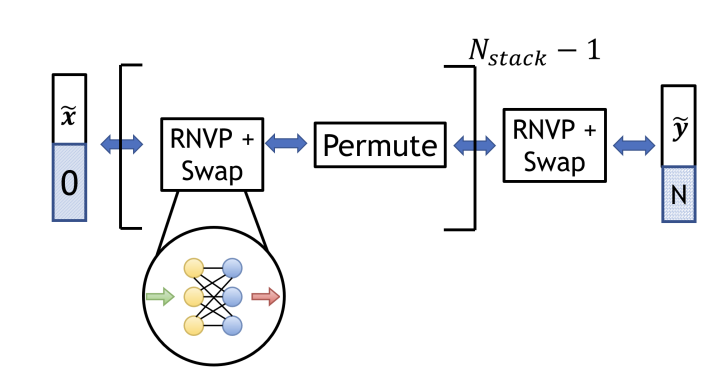 N_stack − 1
x̃
0
RNVP +
Swap
Permute
RNVP +
Swap
ỹ
N